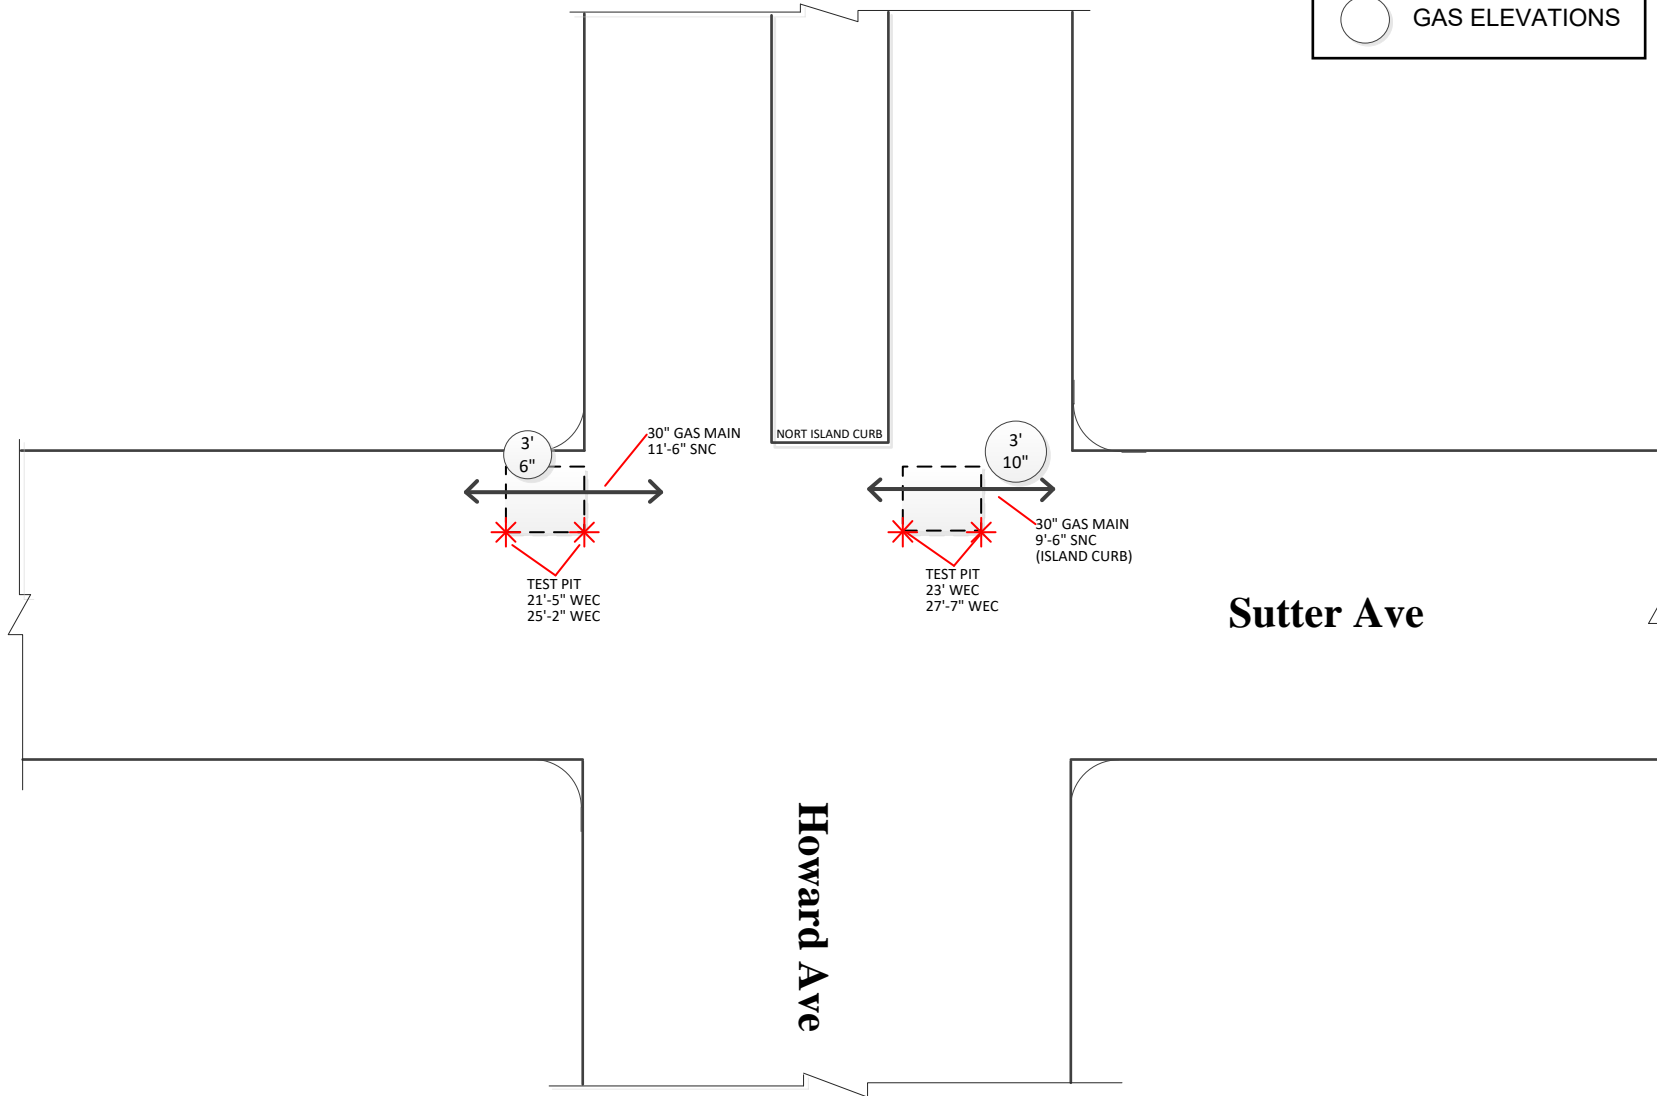 GAS ELEVATIONS
NORT ISLAND CURB
3'
6"
30" GAS MAIN
11'-6" SNC
3'
10"
30" GAS MAIN
9'-6" SNC
(ISLAND CURB)
TEST PIT
21'-5" WEC
25'-2" WEC
TEST PIT
23' WEC
27'-7" WEC
Sutter Ave
Howard Ave